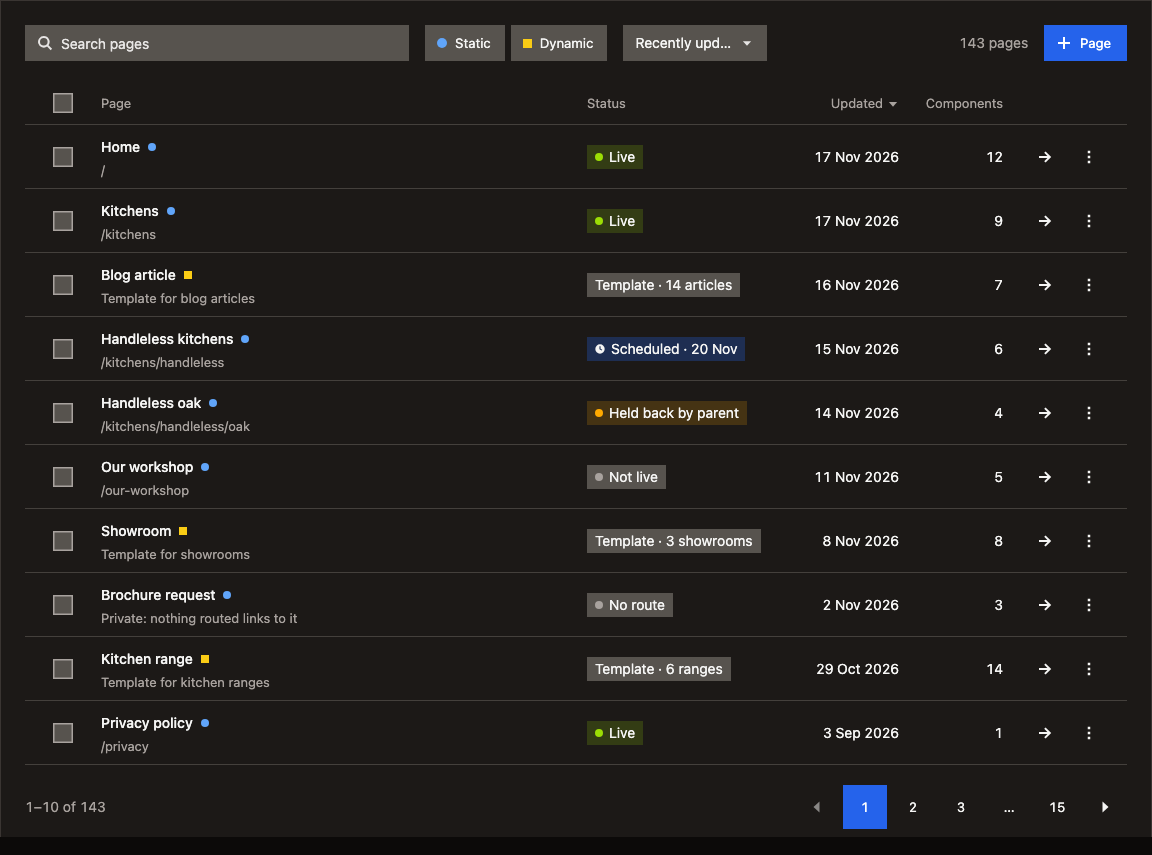 Search pages
Static
Dynamic
Recently upd...
143 pages
+ Page
Page Status Updated Components
Home
/
Live 17 Nov 2026 12
Kitchens
/kitchens
Live 17 Nov 2026 9
Blog article
Template for blog articles
Template · 14 articles 16 Nov 2026 7
Handleless kitchens
/kitchens/handleless
Scheduled · 20 Nov 15 Nov 2026 6
Handleless oak
/kitchens/handleless/oak
Held back by parent 14 Nov 2026 4
Our workshop
/our-workshop
Not live 11 Nov 2026 5
Showroom
Template for showrooms
Template · 3 showrooms 8 Nov 2026 8
Brochure request
Private: nothing routed links to it
No route 2 Nov 2026 3
Kitchen range
Template for kitchen ranges
Template · 6 ranges 29 Oct 2026 14
Privacy policy
/privacy
Live 3 Sep 2026 1
1–10 of 143
1 2 3 ... 15